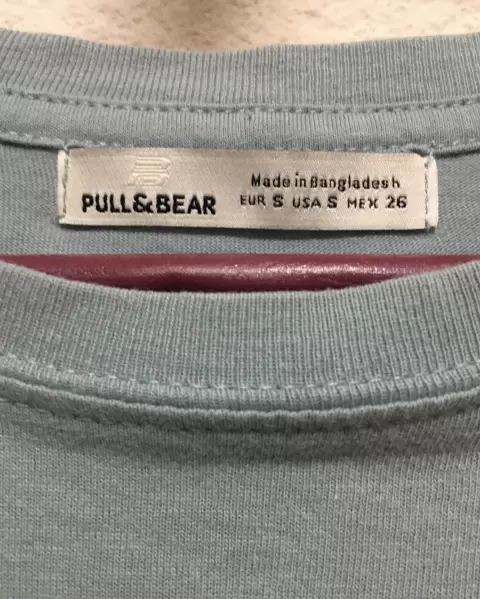 PULL&BEAR
Made in Bangladesh
EUR S USA S MEX 26